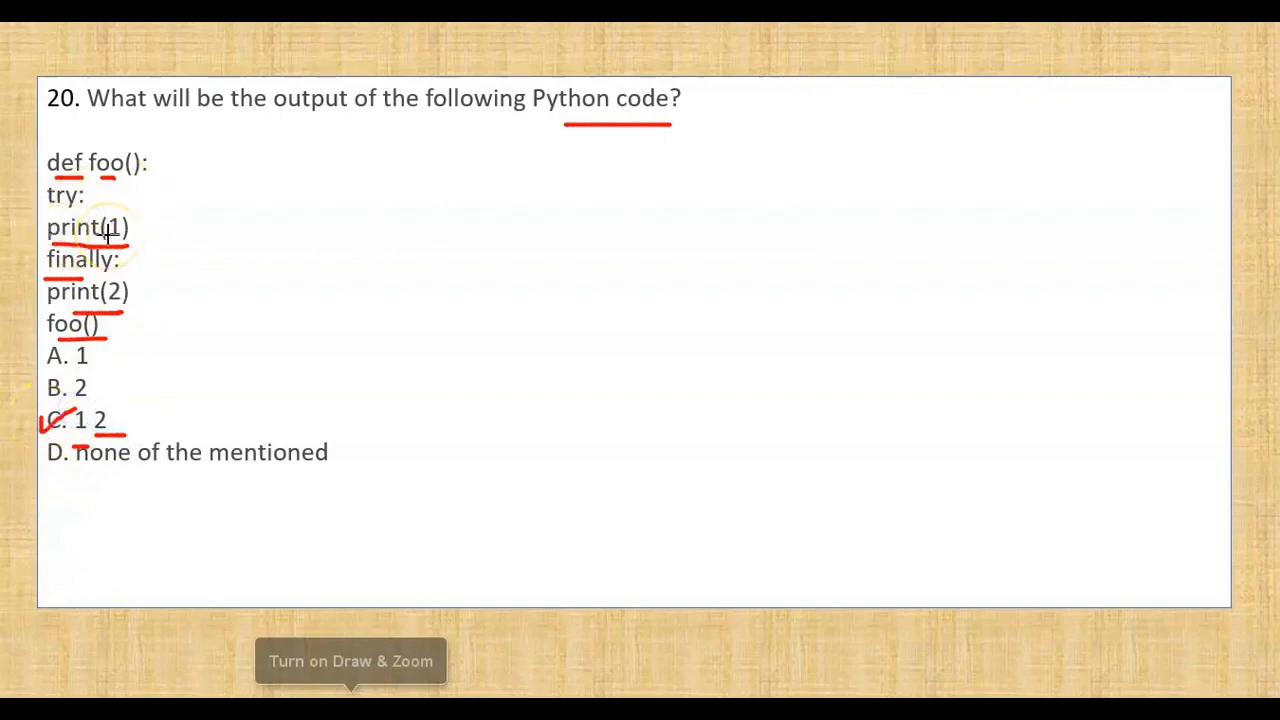 20. What will be the output of the following Python code?
def foo():
try:
print(1)
finally:
print(2)
foo()
A. 1
B. 2
C. 1 2
D. none of the mentioned
Turn on Draw & Zoom